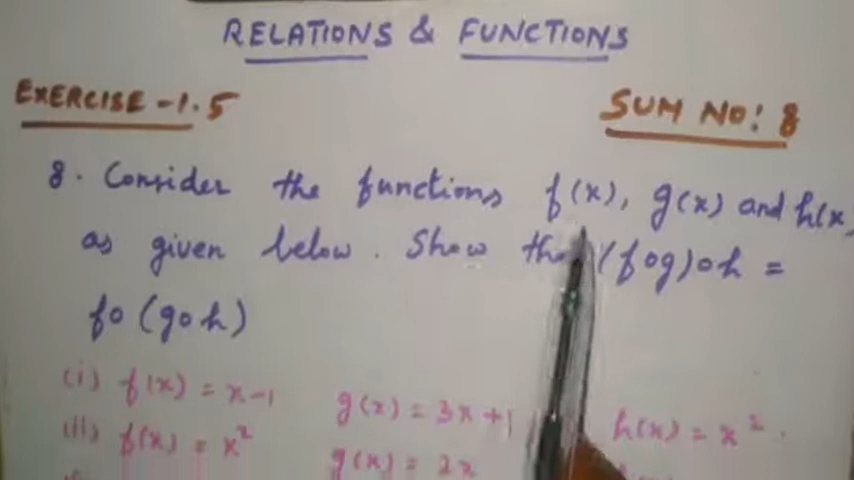 RELATIONS & FUNCTIONS
EXERCISE - 1.5
SUM NO: 8
8. Consider the functions f(x), g(x) and h(x
as given below. Show (fog)oh =
fo (goh)
(i) f(x) = x-1 g(x) = 3x+1 h(x) = x².
(ii) f(x) = x² g(x) = 2x